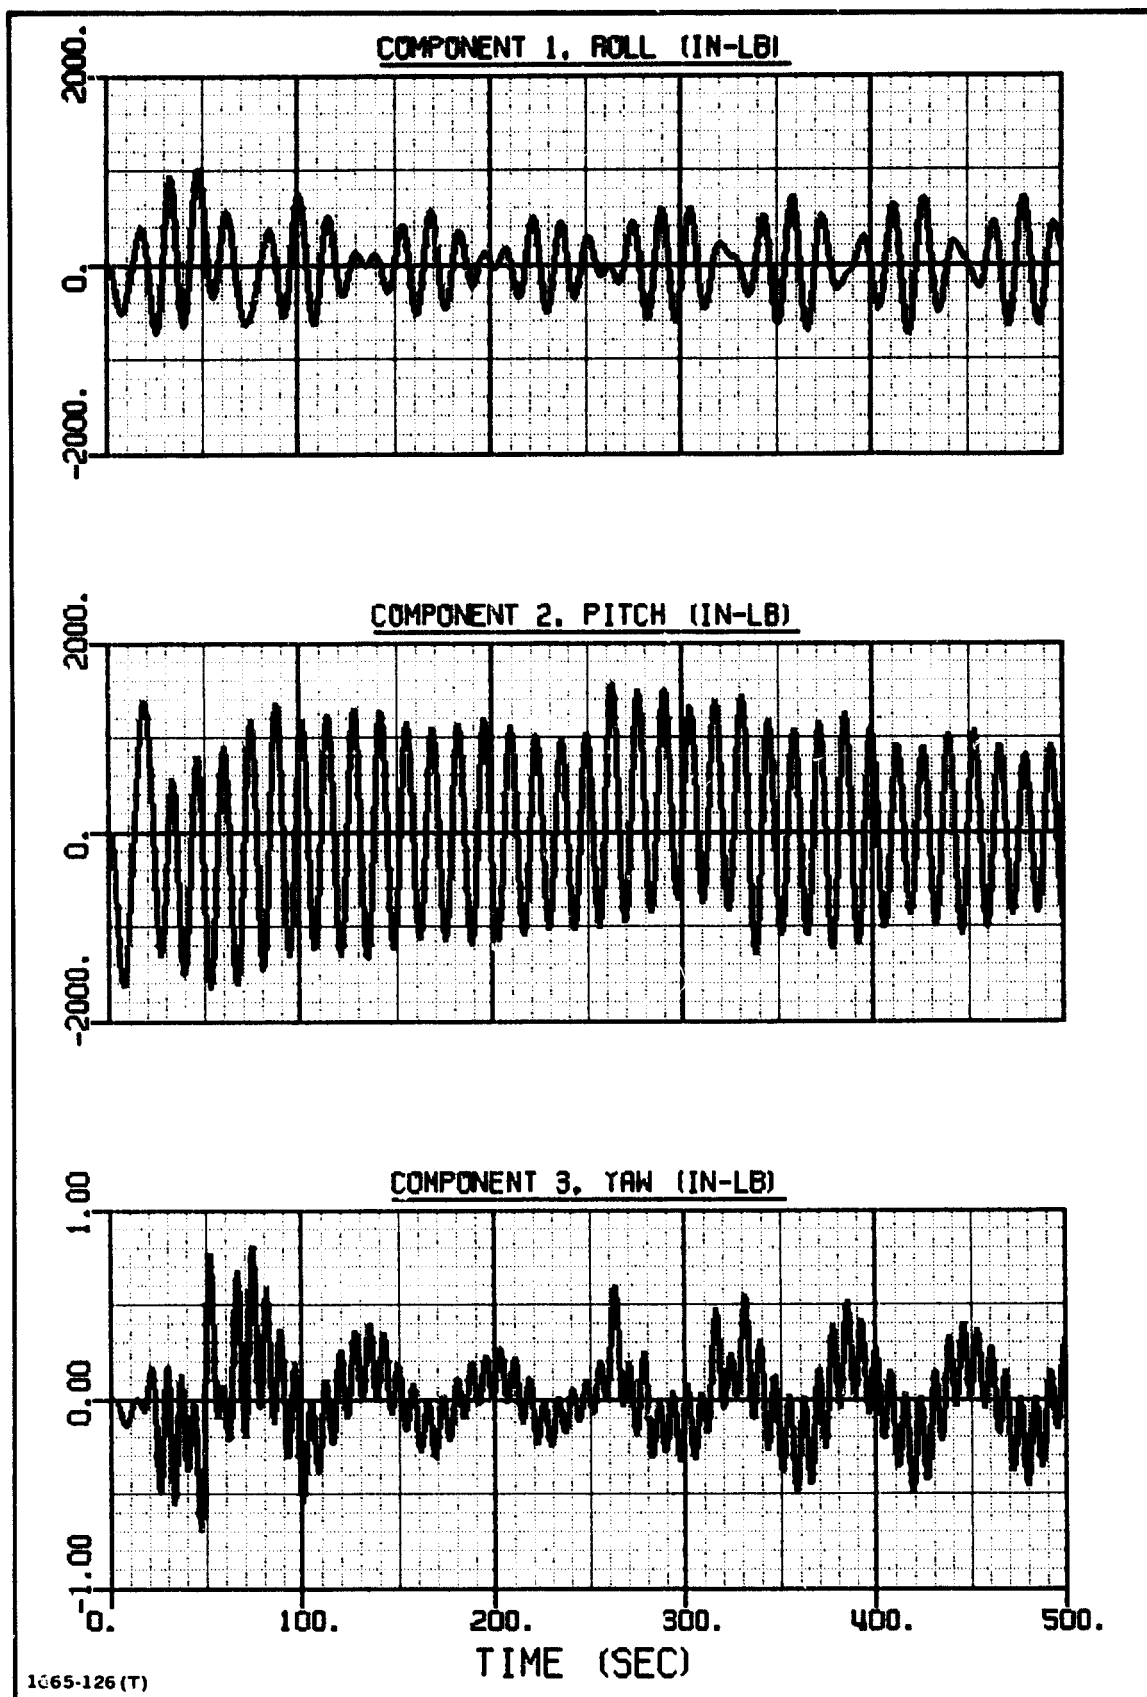 COMPONENT 1, ROLL (IN-LB)
2000.
0.
-2000.
COMPONENT 2, PITCH (IN-LB)
2000.
0.
-2000.
COMPONENT 3, YAW (IN-LB)
1.00
0.00
-1.00
0. 100. 200. 300. 400. 500.
TIME (SEC)
1665-126(T)